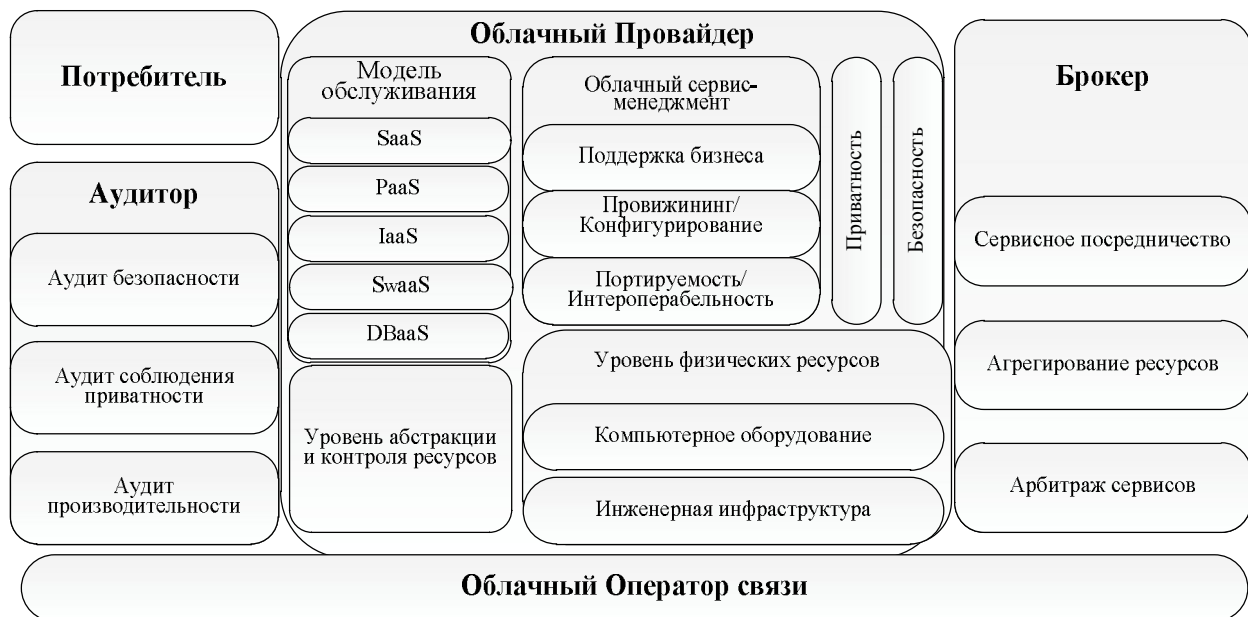 Потребитель
Аудитор
Аудит безопасности
Аудит соблюдения
приватности
Аудит
производительности
Облачный Провайдер
Модель
обслуживания
SaaS
PaaS
IaaS
SwaaS
DBaaS
Уровень абстракции
и контроля ресурсов
Облачный сервис-
менеджмент
Поддержка бизнеса
Провижининг/
Конфигурирование
Портируемость/
Интероперабельность
Приватность
Безопасность
Уровень физических ресурсов
Компьютерное оборудование
Инженерная инфраструктура
Брокер
Сервисное посредничество
Агрегирование ресурсов
Арбитраж сервисов
Облачный Оператор связи